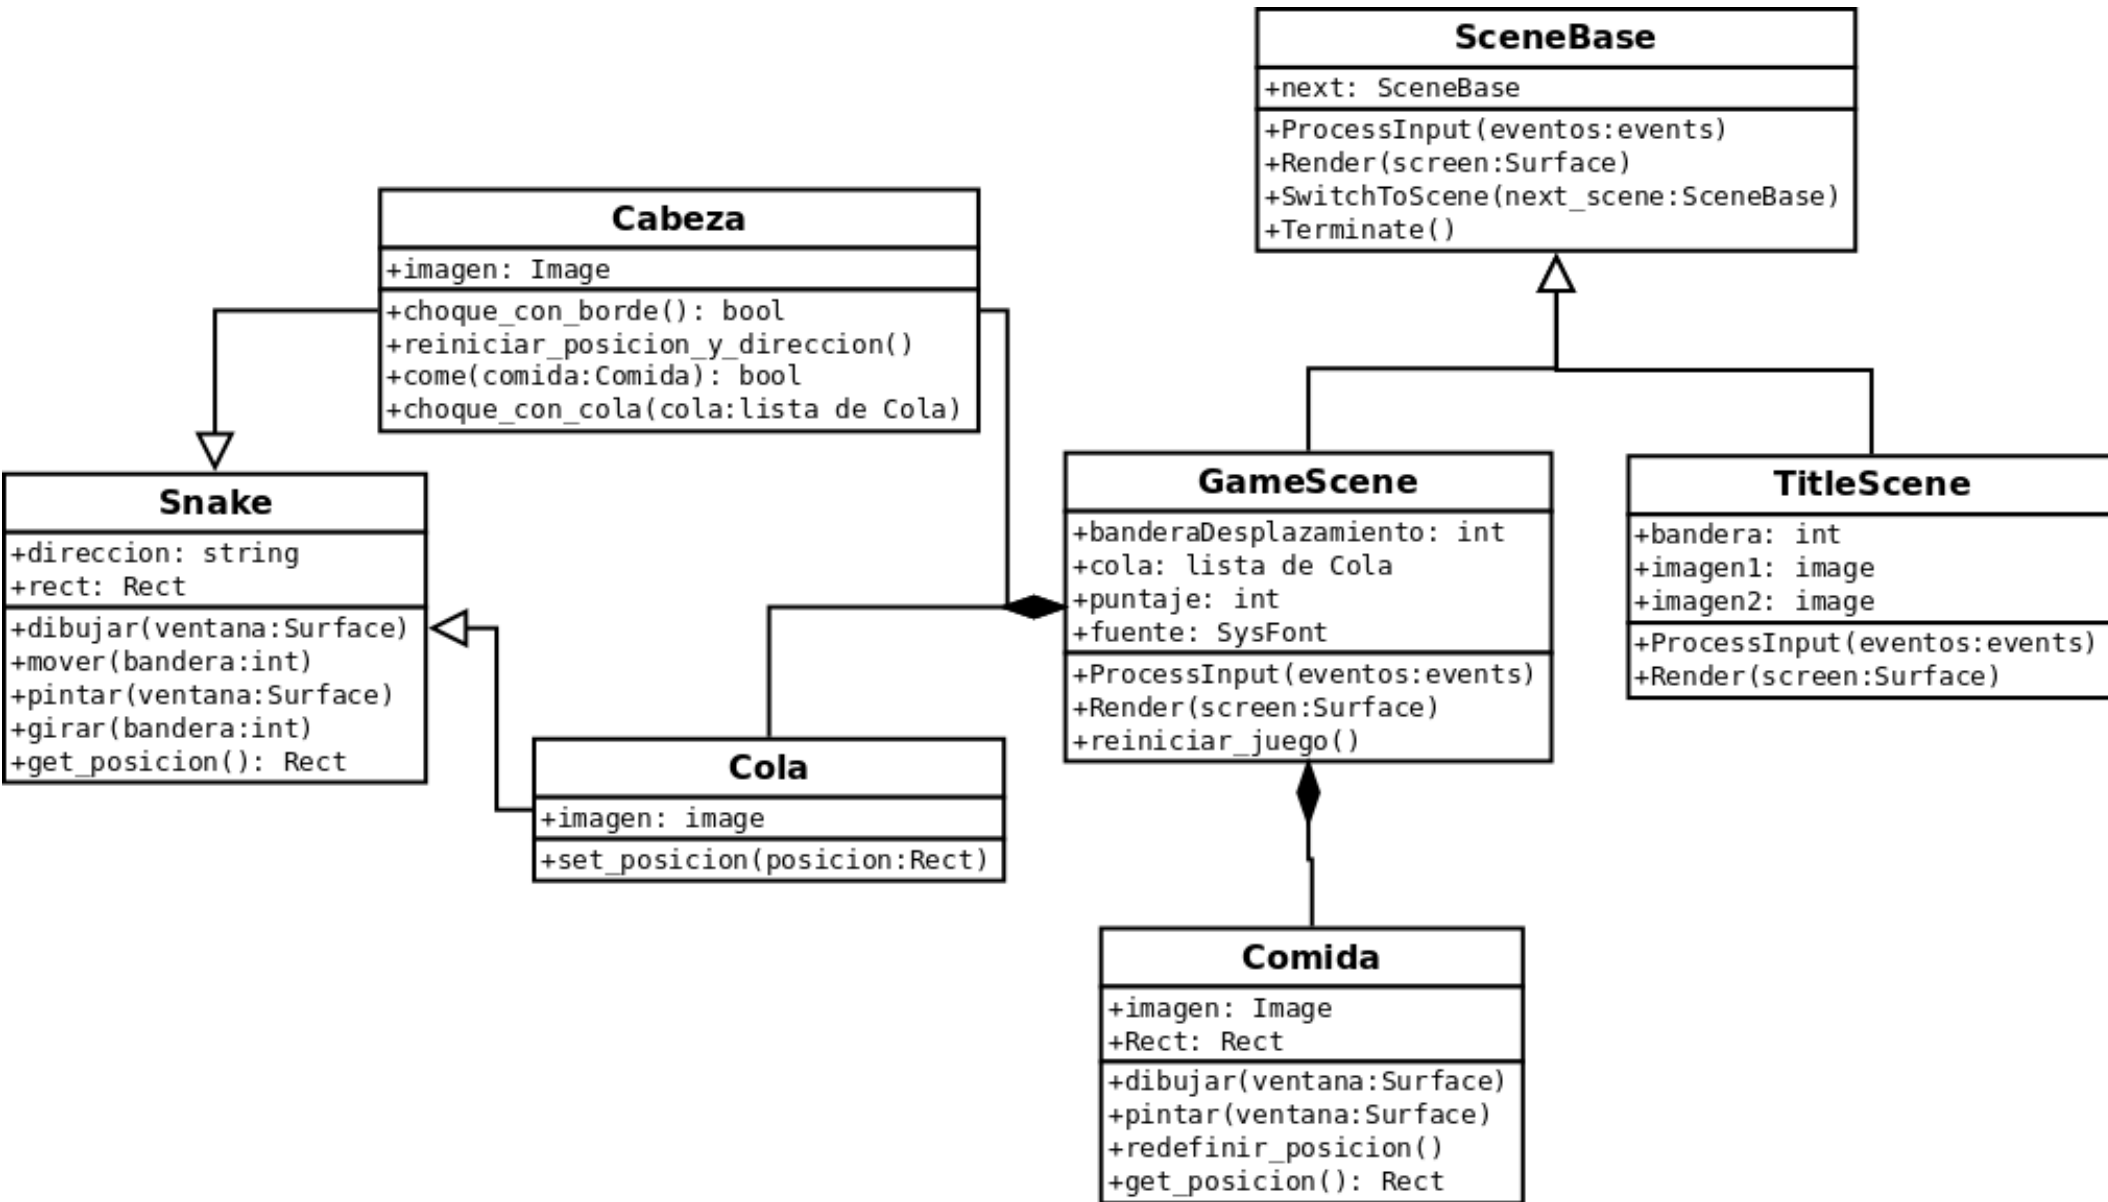 SceneBase
+next: SceneBase
+ProcessInput(eventos:events)
+Render(screen:Surface)
+SwitchToScene(next_scene:SceneBase)
+Terminate()
Cabeza
+imagen: Image
+choque_con_borde(): bool
+reiniciar_posicion_y_direccion()
+come(comida:Comida): bool
+choque_con_cola(cola:lista de Cola)
Snake
+direccion: string
+rect: Rect
+dibujar(ventana:Surface)
+mover(bandera:int)
+pintar(ventana:Surface)
+girar(bandera:int)
+get_posicion(): Rect
GameScene
+banderaDesplazamiento: int
+cola: lista de Cola
+puntaje: int
+fuente: SysFont
+ProcessInput(eventos:events)
+Render(screen:Surface)
+reiniciar_juego()
TitleScene
+bandera: int
+imagen1: image
+imagen2: image
+ProcessInput(eventos:events)
+Render(screen:Surface)
Cola
+imagen: image
+set_posicion(posicion:Rect)
Comida
+imagen: Image
+Rect: Rect
+dibujar(ventana:Surface)
+pintar(ventana:Surface)
+redefinir_posicion()
+get_posicion(): Rect